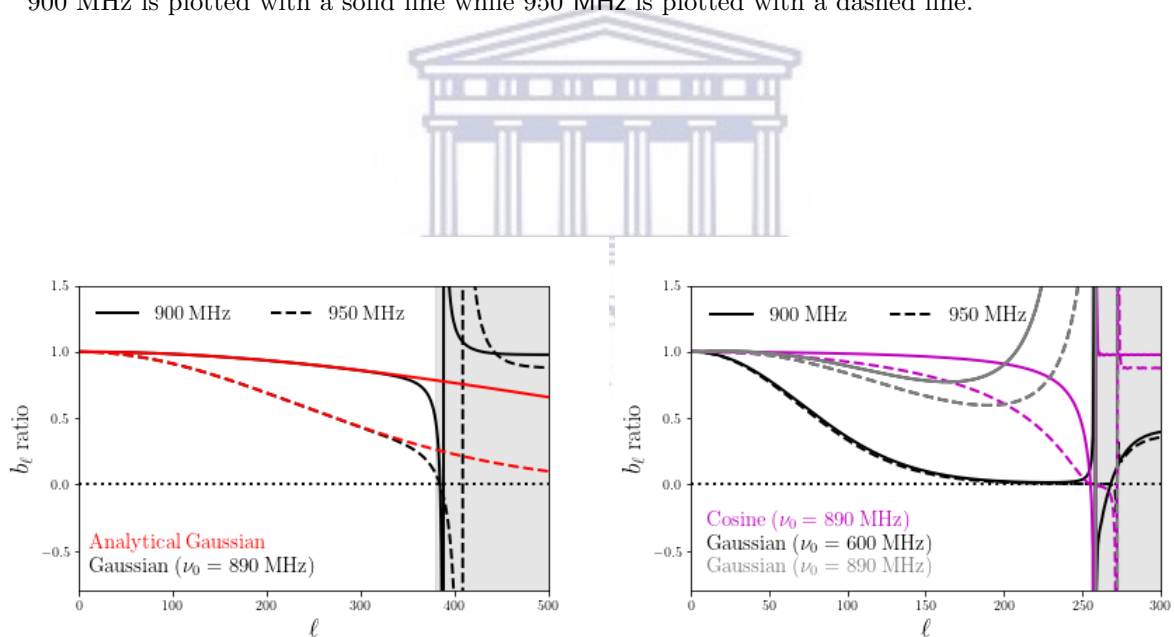 900 MHz is plotted with a solid line while 950 MHz is plotted with a dashed line.
1.5
1.0
0.5
0.0
−0.5
bℓ ratio
900 MHz
950 MHz
Analytical Gaussian
Gaussian (ν0 = 890 MHz)
0 100 200 300 400 500
ℓ
1.5
1.0
0.5
0.0
−0.5
bℓ ratio
900 MHz
950 MHz
Cosine (ν0 = 890 MHz)
Gaussian (ν0 = 600 MHz)
Gaussian (ν0 = 890 MHz)
0 50 100 150 200 250 300
ℓ